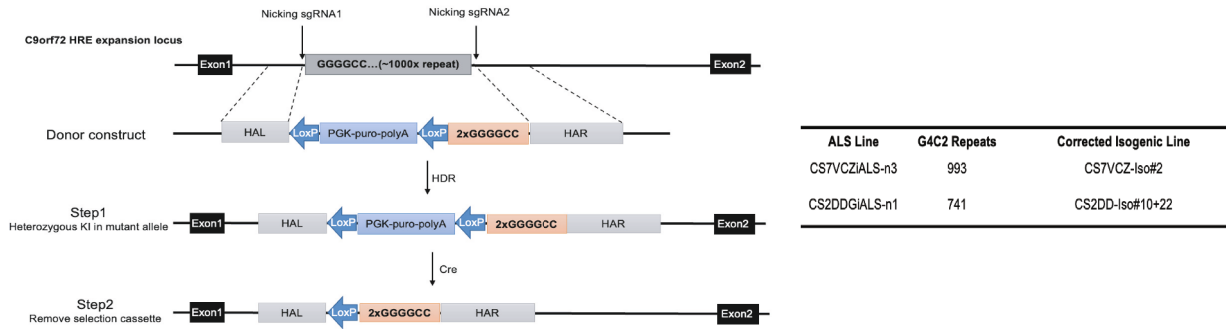 Nicking sgRNA1
Nicking sgRNA2
C9orf72 HRE expansion locus
Exon1
GGGGCC...(~1000x repeat)
Exon2
Donor construct
HAL
LoxP
PGK-puro-polyA
LoxP
2xGGGGCC
HAR
HDR
Step1
Heterozygous KI in mutant allele
Exon1
HAL
LoxP
PGK-puro-polyA
LoxP
2xGGGGCC
HAR
Exon2
Cre
Step2
Remove selection cassette
Exon1
HAL
LoxP
2xGGGGCC
HAR
Exon2
ALS Line G4C2 Repeats Corrected Isogenic Line
CS7VCZiALS-n3 993 CS7VCZ-Iso#2
CS2DDGiALS-n1 741 CS2DD-Iso#10+22